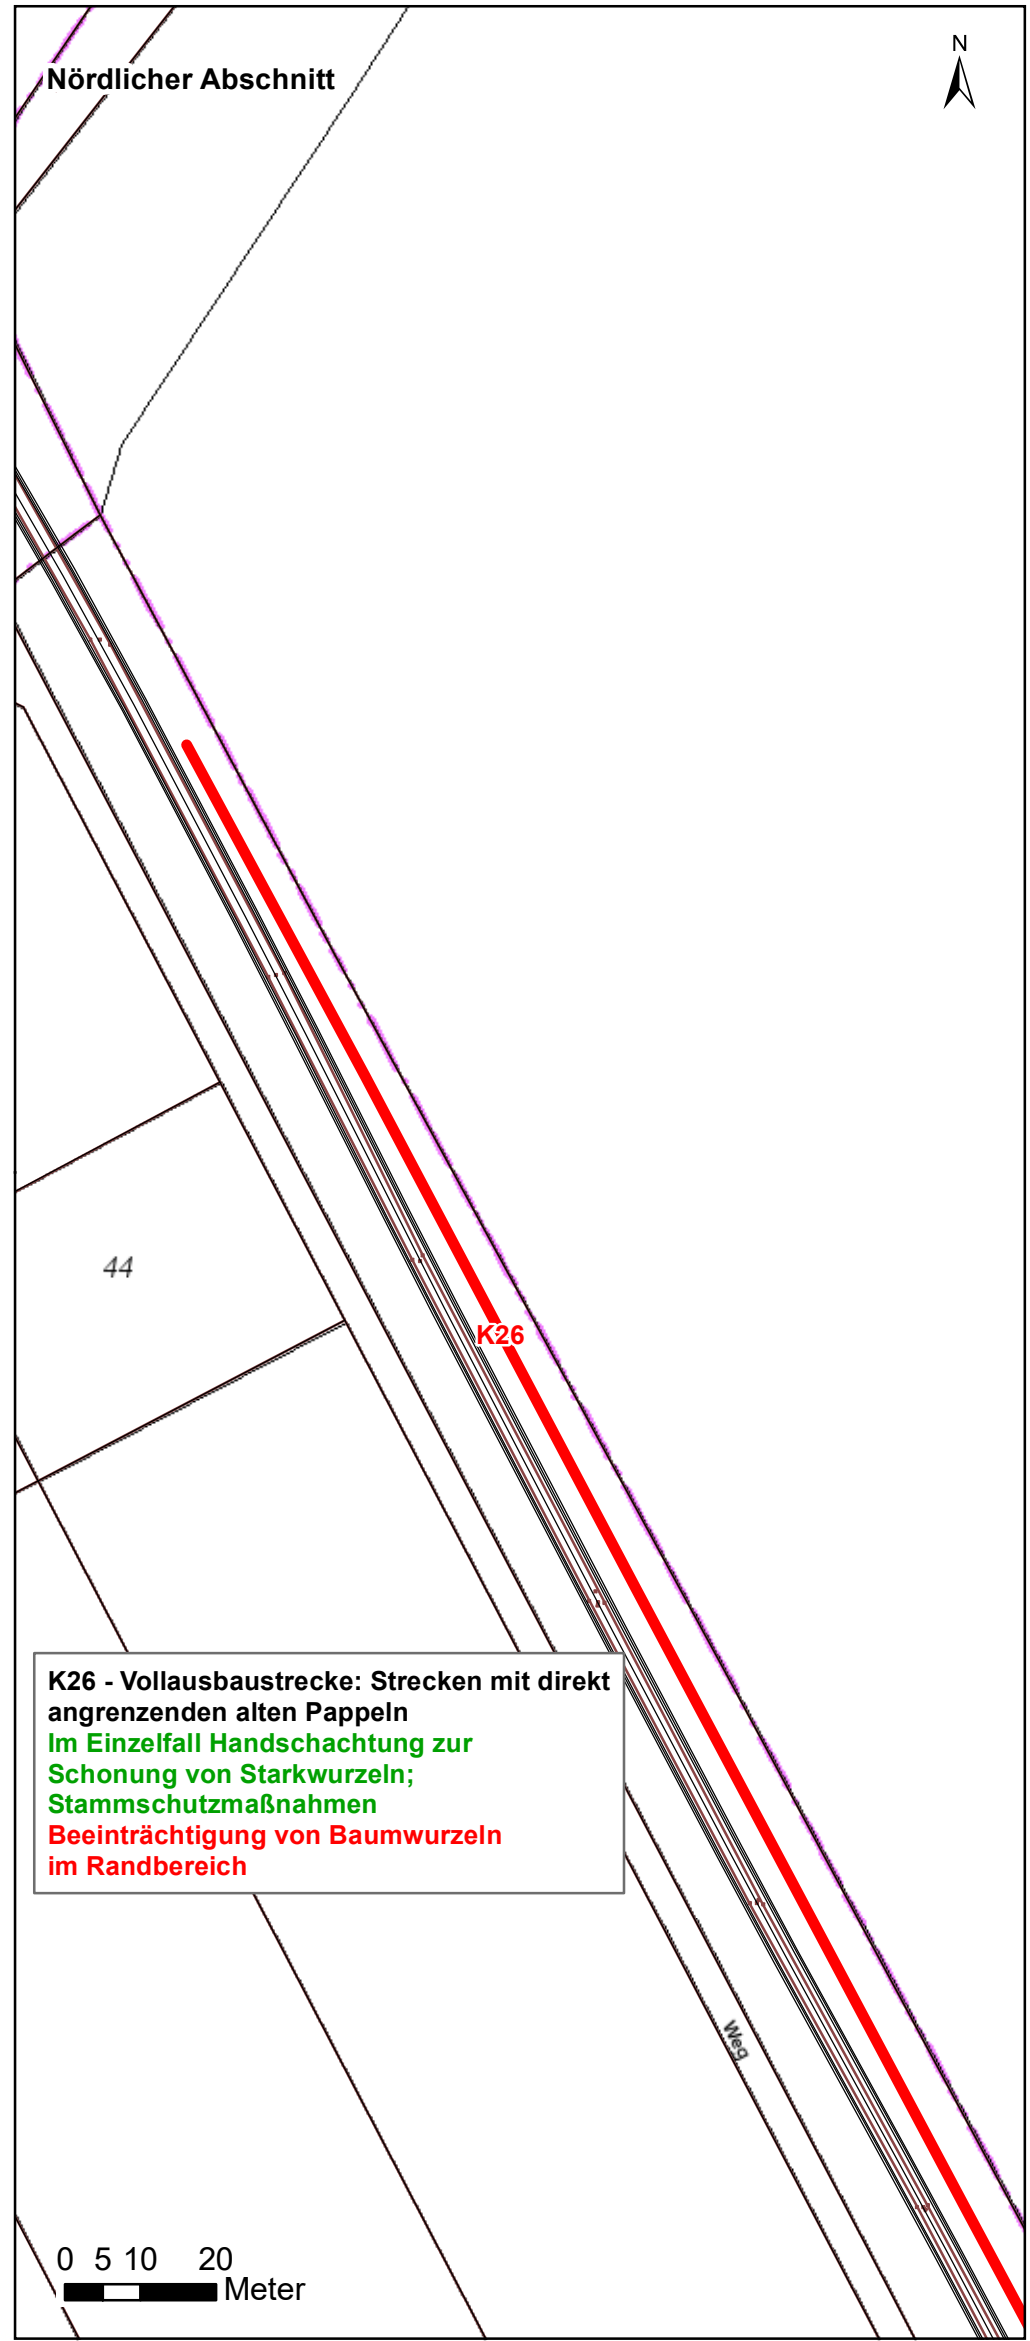 N
Nördlicher Abschnitt
44
K26
K26 - Vollausbaustrecke: Strecken mit direkt
angrenzenden alten Pappeln
Im Einzelfall Handschachtung zur
Schonung von Starkwurzeln;
Stammschutzmaßnahmen
Beeinträchtigung von Baumwurzeln
im Randbereich
Weg
0 5 10 20
Meter